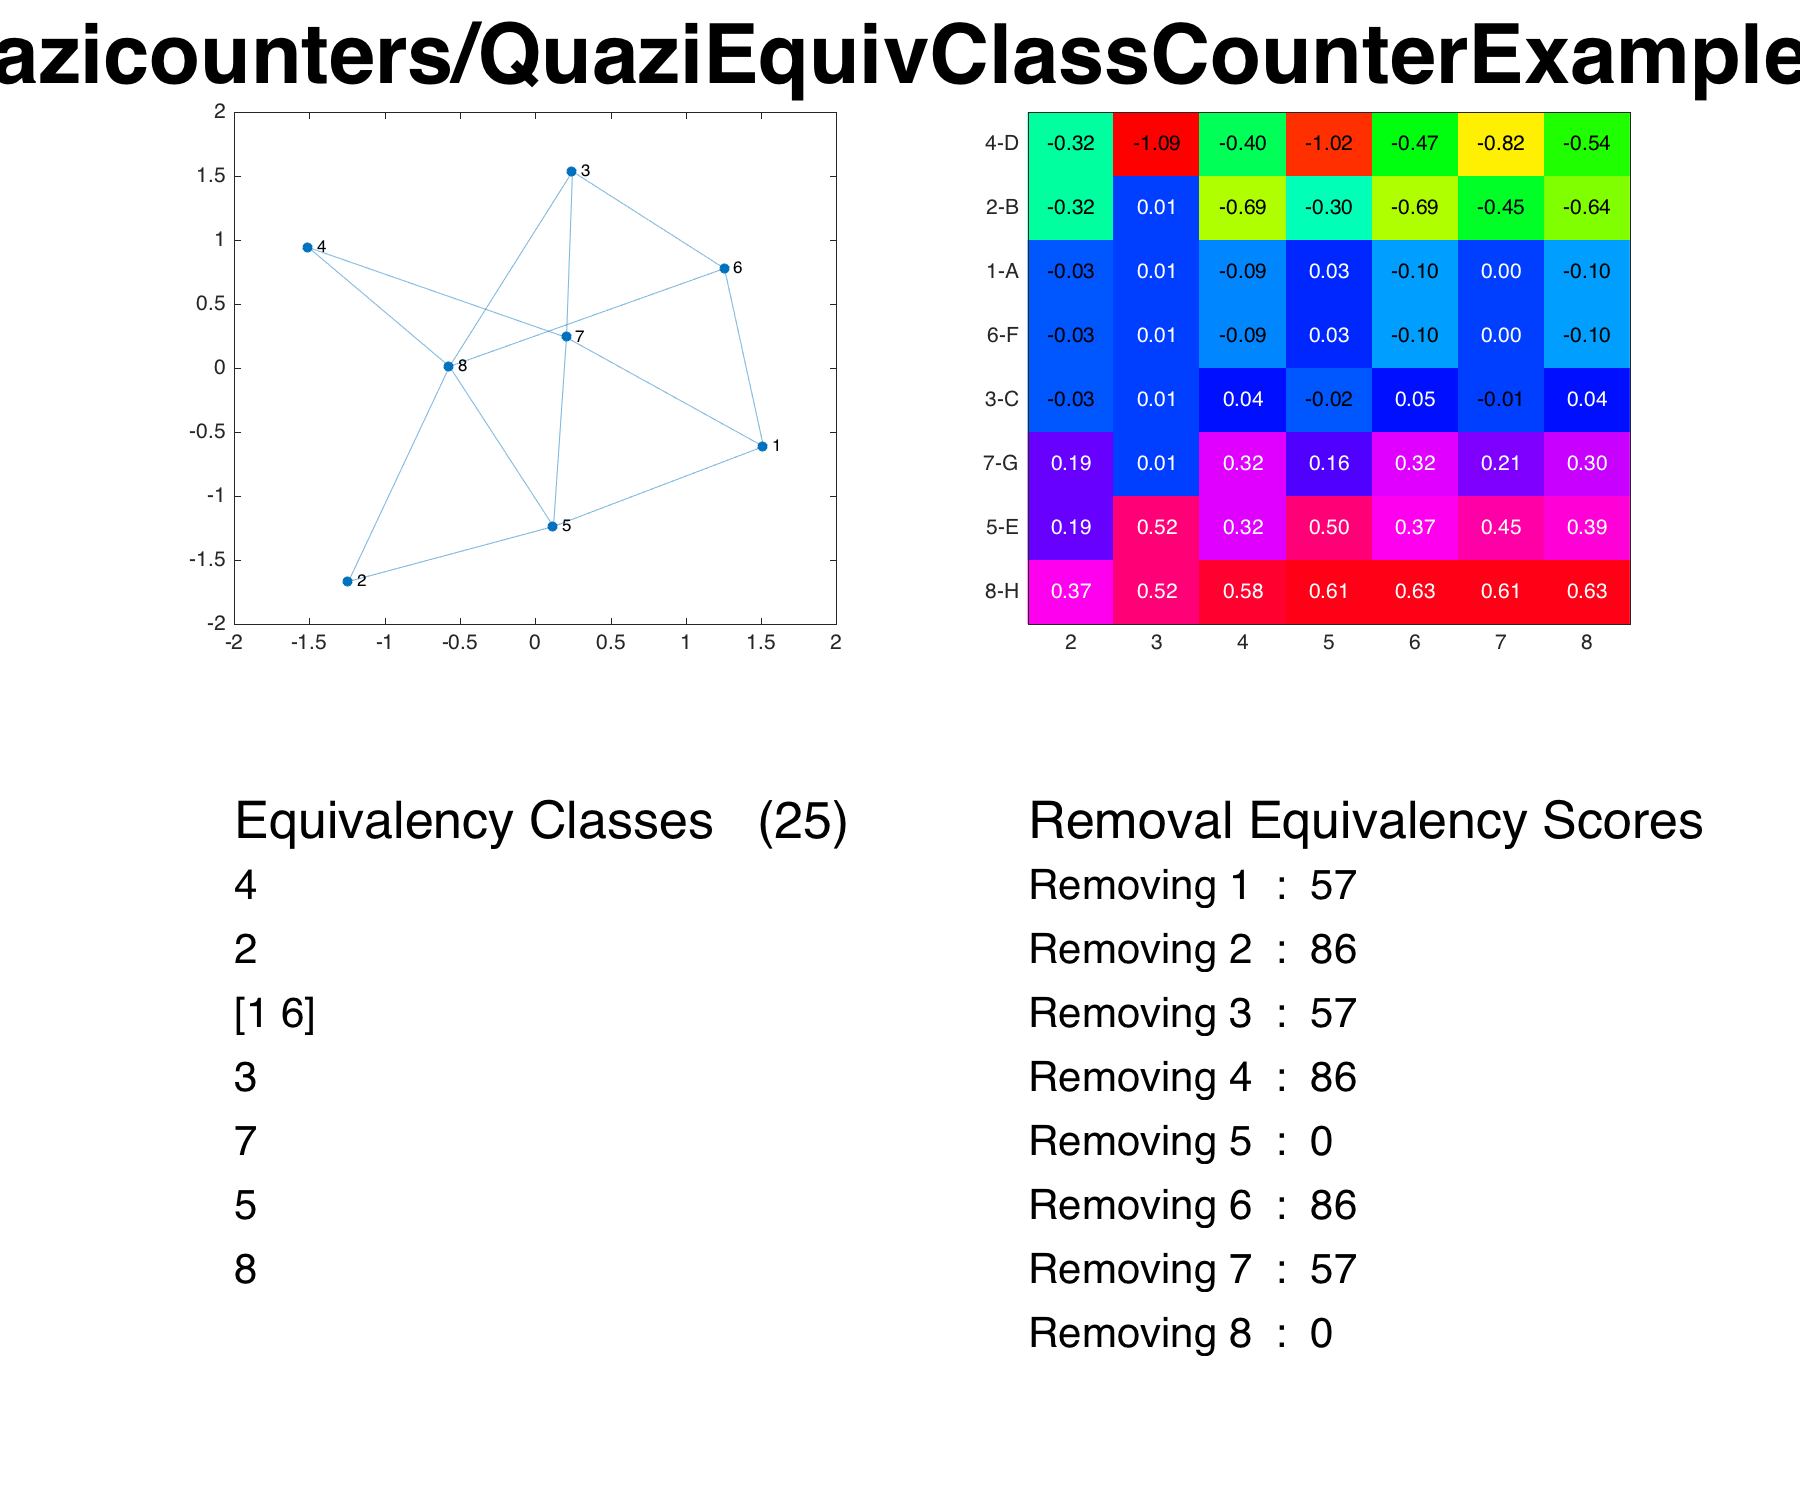 azicounters/QuaziEquivClassCounterExample
2
1.5
1
0.5
0
-0.5
-1
-1.5
-2
-2 -1.5 -1 -0.5 0 0.5 1 1.5 2
3
4
6
7
8
1
5
2
4-D -0.32 -1.09 -0.40 -1.02 -0.47 -0.82 -0.54
2-B -0.32 0.01 -0.69 -0.30 -0.69 -0.45 -0.64
1-A -0.03 0.01 -0.09 0.03 -0.10 0.00 -0.10
6-F -0.03 0.01 -0.09 0.03 -0.10 0.00 -0.10
3-C -0.03 0.01 0.04 -0.02 0.05 -0.01 0.04
7-G 0.19 0.01 0.32 0.16 0.32 0.21 0.30
5-E 0.19 0.52 0.32 0.50 0.37 0.45 0.39
8-H 0.37 0.52 0.58 0.61 0.63 0.61 0.63
2 3 4 5 6 7 8
Equivalency Classes (25)
4
2
[1 6]
3
7
5
8
Removal Equivalency Scores
Removing 1 : 57
Removing 2 : 86
Removing 3 : 57
Removing 4 : 86
Removing 5 : 0
Removing 6 : 86
Removing 7 : 57
Removing 8 : 0